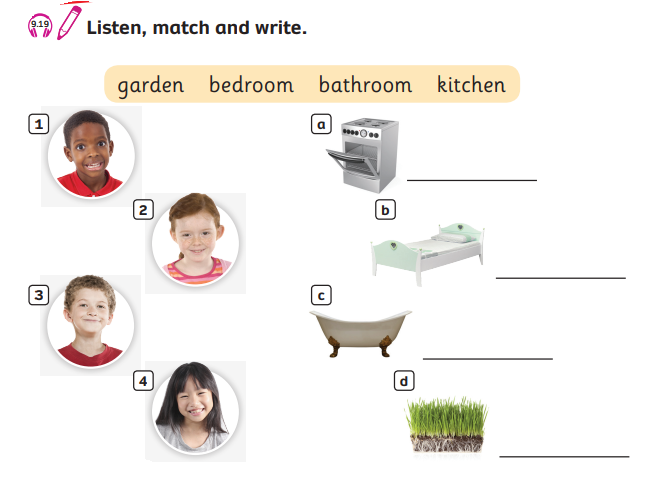 9.19
Listen, match and write.
garden bedroom bathroom kitchen
1
a
2
b
3
c
4
d